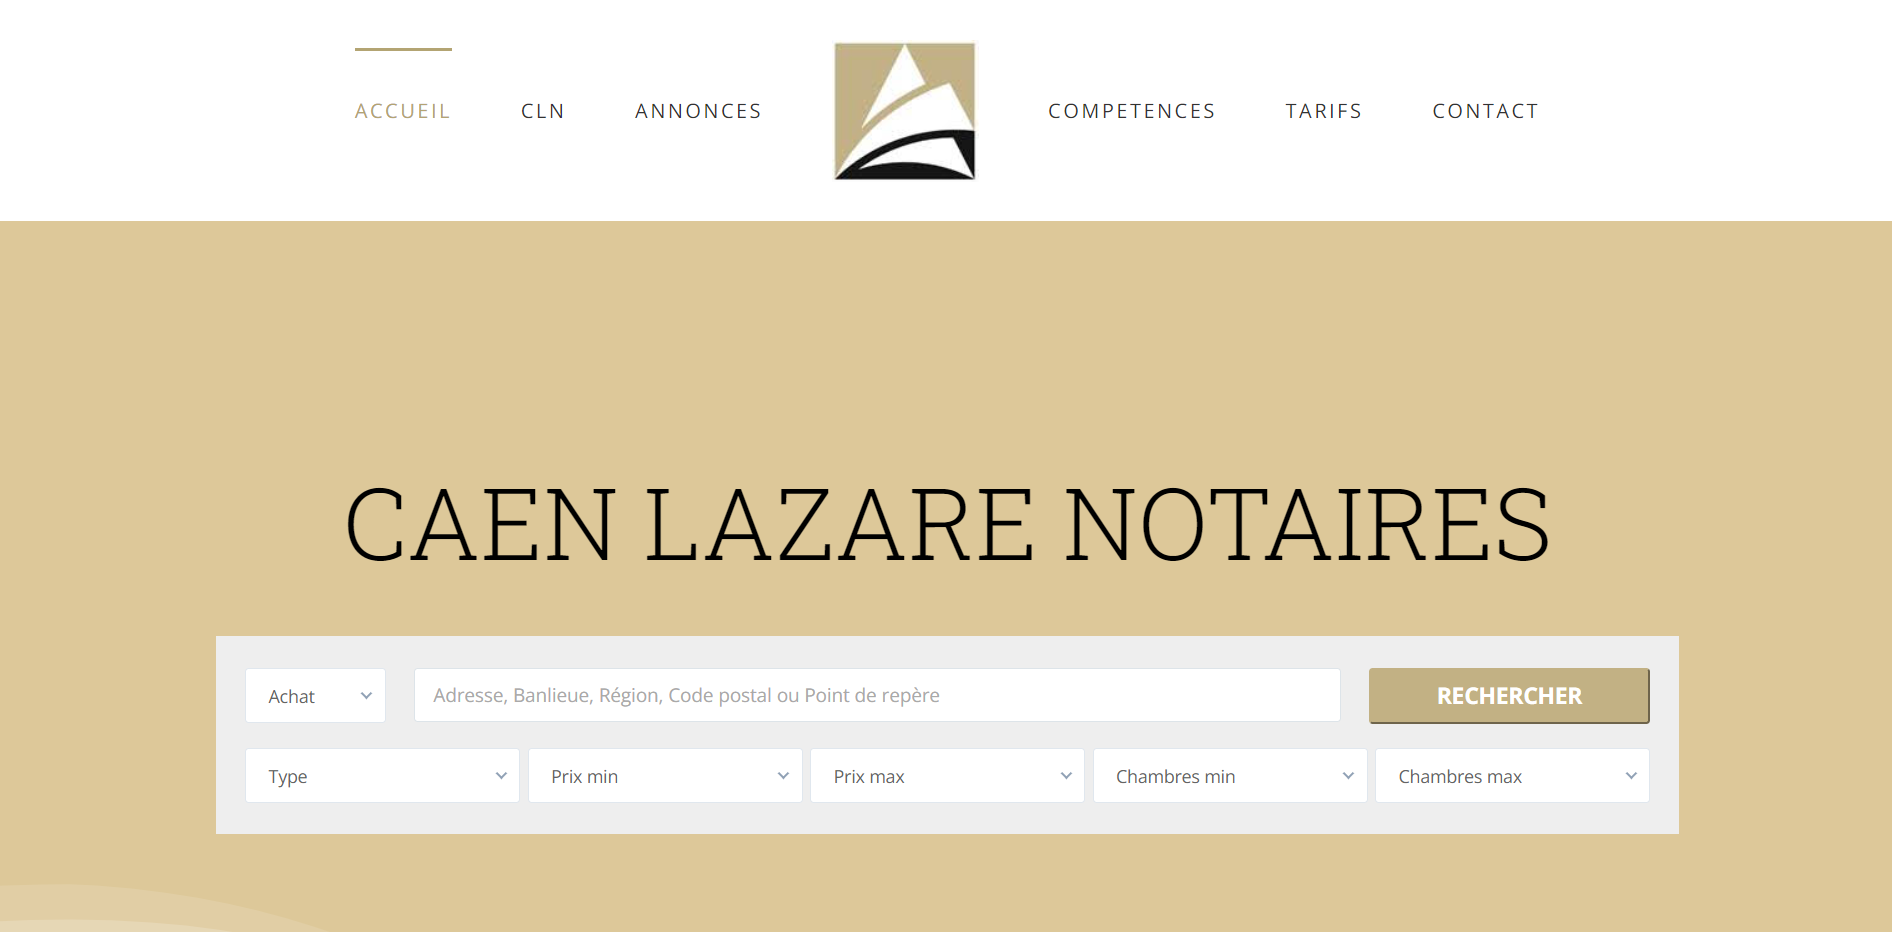 ACCUEIL CLN ANNONCES COMPETENCES TARIFS CONTACT
CAEN LAZARE NOTAIRES
Achat Adresse, Banlieue, Région, Code postal ou Point de repère RECHERCHER
Type Prix min Prix max Chambres min Chambres max